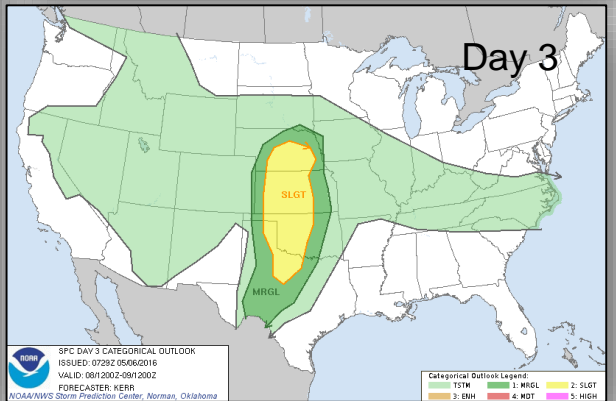 Day 3
SLGT
MRGL
NOAA
SPC DAY 3 CATEGORICAL OUTLOOK
ISSUED: 0729Z 05/06/2016
VALID: 08/1200Z-09/1200Z
FORECASTER: KERR
NOAA/NWS Storm Prediction Center, Norman, Oklahoma
Categorical Outlook Legend:
TSTM 1: MRGL 2: SLGT
3: ENH 4: MDT 5: HIGH